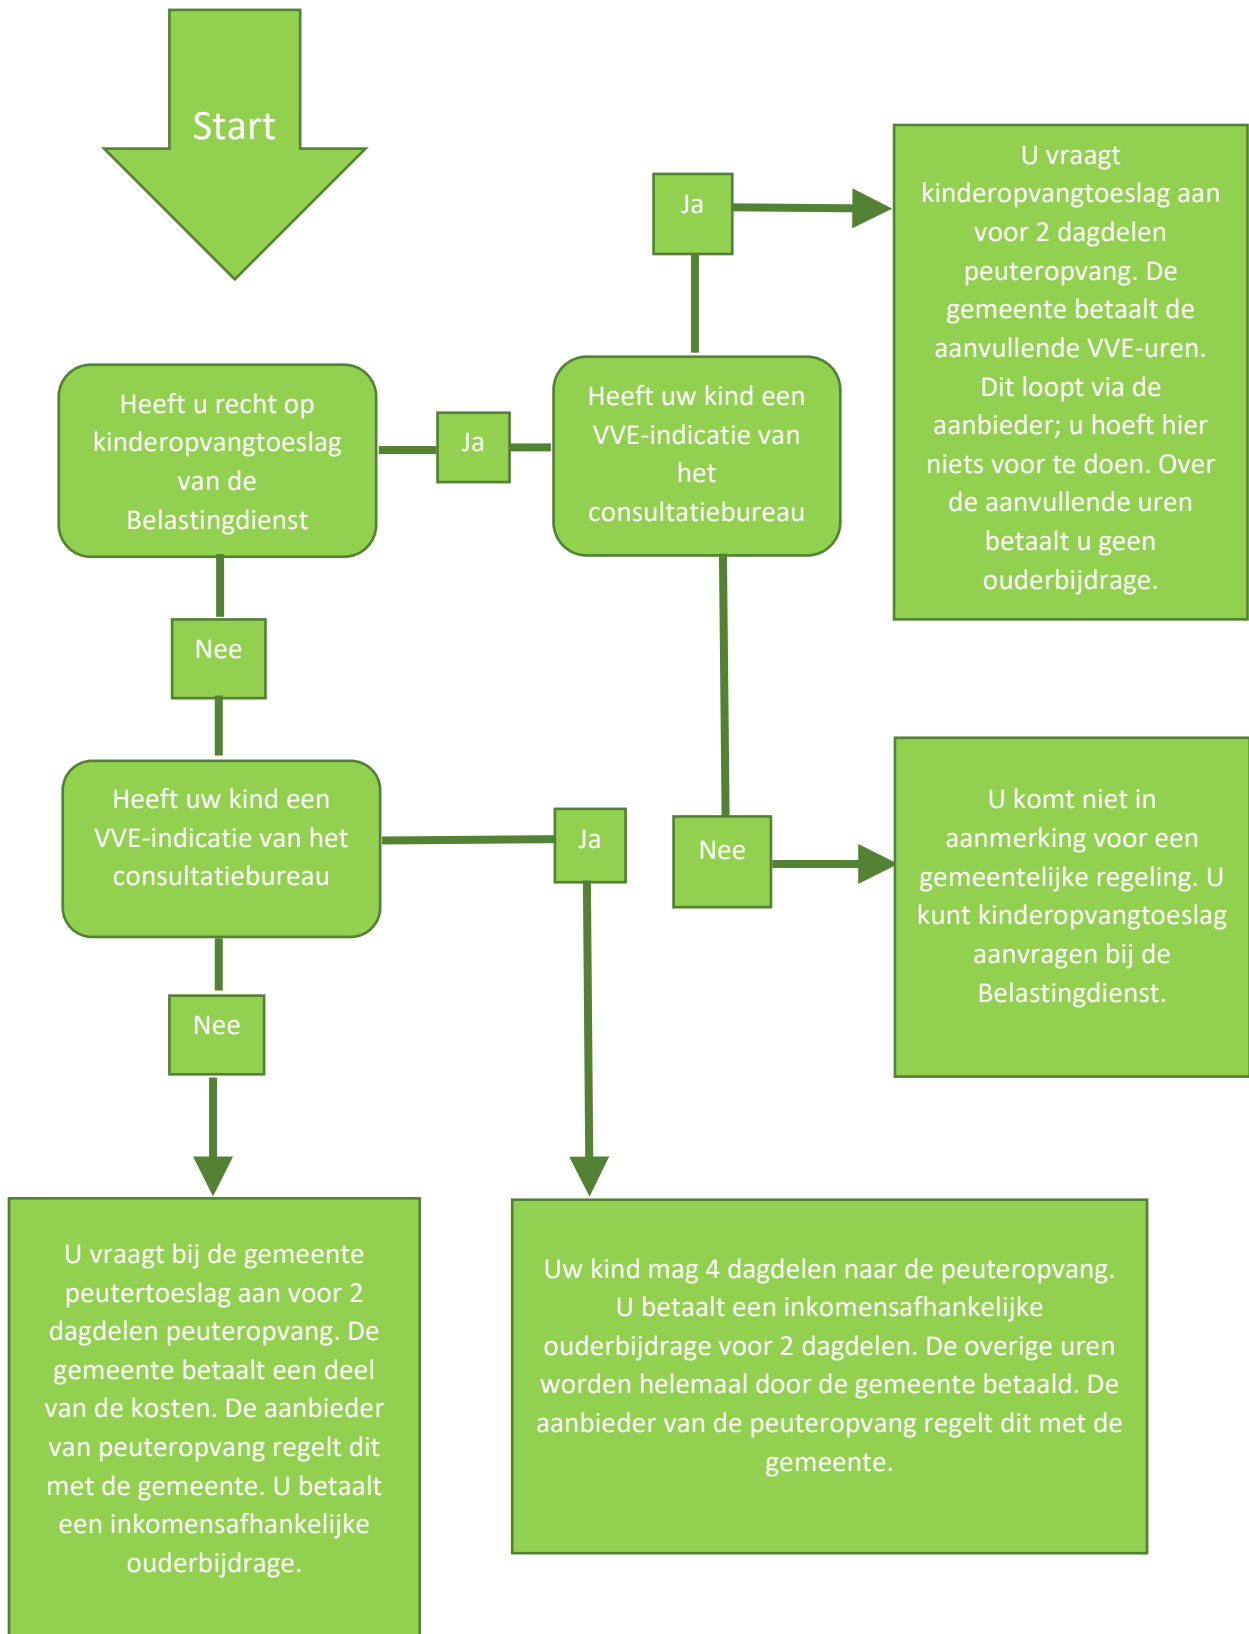 Start
Heeft u recht op
kinderopvangtoeslag
van de
Belastingdienst
Ja
Heeft uw kind een
VVE-indicatie van
het
consultatiebureau
Ja
U vraagt
kinderopvangtoeslag aan
voor 2 dagdelen
peuteropvang. De
gemeente betaalt de
aanvullende VVE-uren.
Dit loopt via de
aanbieder; u hoeft hier
niets voor te doen. Over
de aanvullende uren
betaalt u geen
ouderbijdrage.
Nee
U komt niet in
aanmerking voor een
gemeentelijke regeling. U
kunt kinderopvangtoeslag
aanvragen bij de
Belastingdienst.
Nee
Heeft uw kind een
VVE-indicatie van het
consultatiebureau
Ja
Uw kind mag 4 dagdelen naar de peuteropvang.
U betaalt een inkomensafhankelijke
ouderbijdrage voor 2 dagdelen. De overige uren
worden helemaal door de gemeente betaald. De
aanbieder van de peuteropvang regelt dit met de
gemeente.
Nee
U vraagt bij de gemeente
peutertoeslag aan voor 2
dagdelen peuteropvang. De
gemeente betaalt een deel
van de kosten. De aanbieder
van peuteropvang regelt dit
met de gemeente. U betaalt
een inkomensafhankelijke
ouderbijdrage.